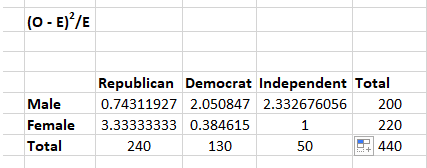 (O - E)²/E
Republican Democrat Independent Total
Male 0.74311927 2.050847 2.332676056 200
Female 3.33333333 0.384615 1 220
Total 240 130 50 440